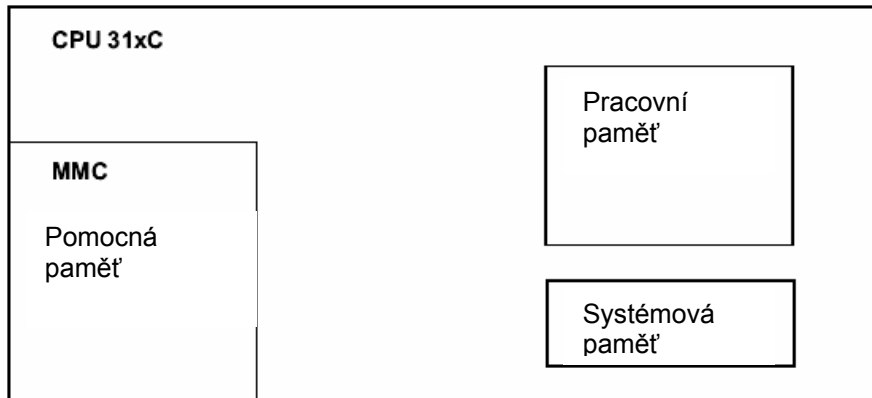 CPU 31xC
Pracovní
paměť
MMC
Pomocná
paměť
Systémová
paměť